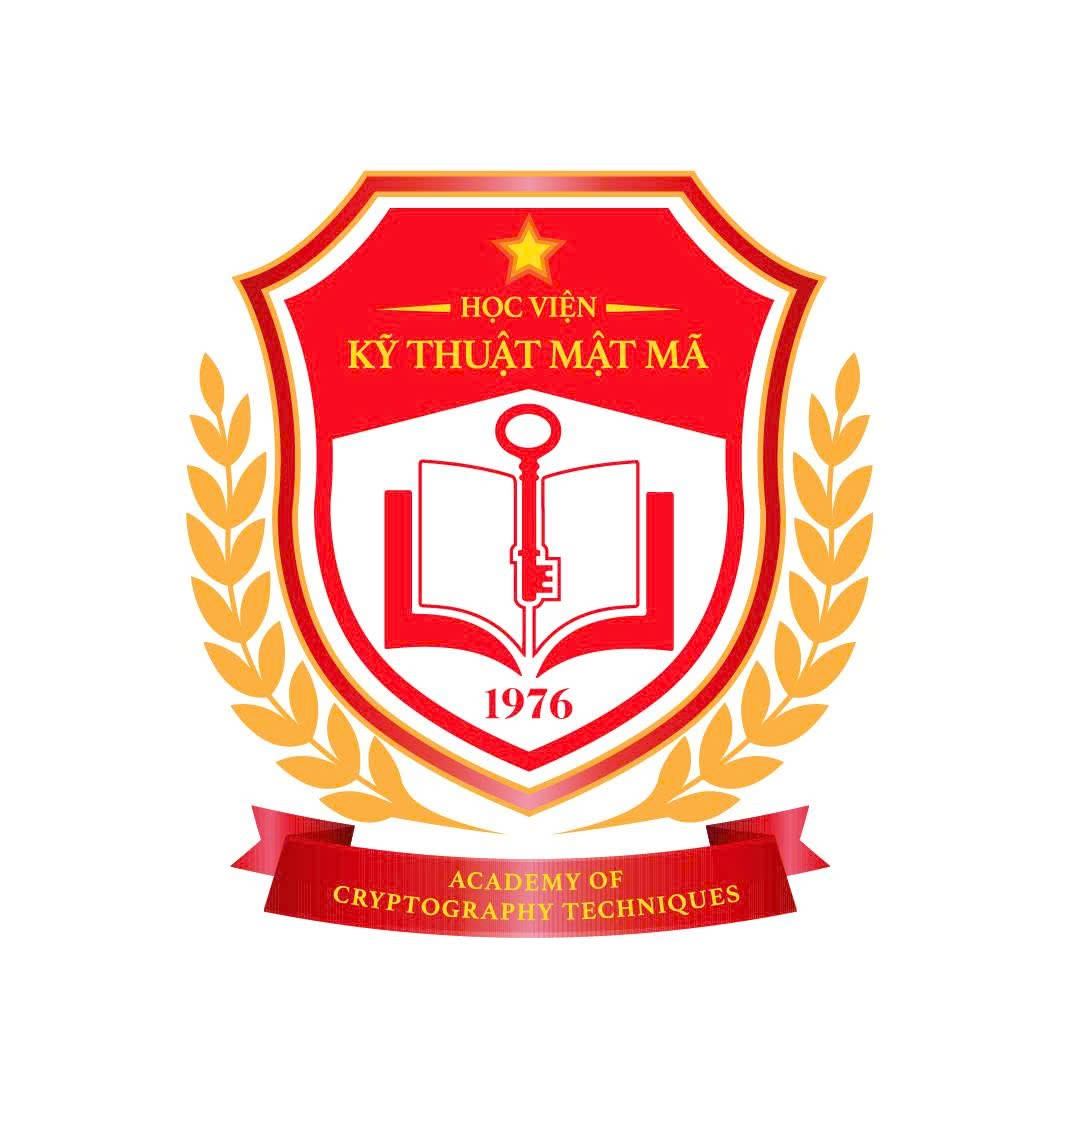 HỌC VIỆN
KỸ THUẬT MẬT MÃ
1976
ACADEMY OF
CRYPTOGRAPHY TECHNIQUES